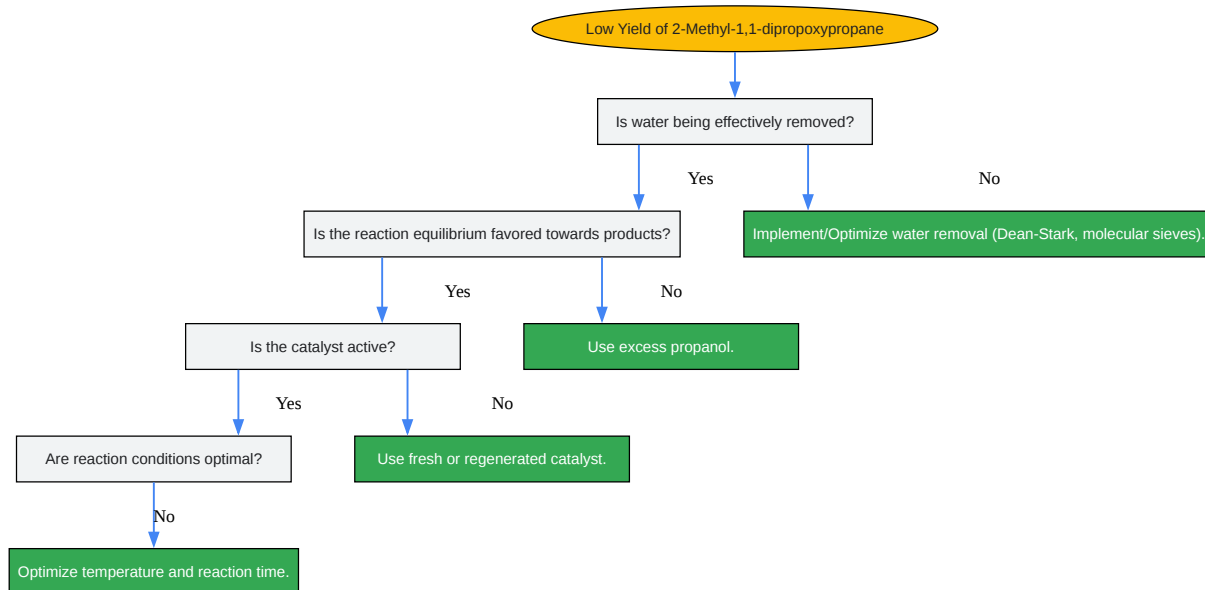 Low Yield of 2-Methyl-1,1-dipropoxypropane
Is water being effectively removed?
Yes
No
Is the reaction equilibrium favored towards products?
Implement/Optimize water removal (Dean-Stark, molecular sieves).
Yes
No
Is the catalyst active?
Use excess propanol.
Yes
No
Are reaction conditions optimal?
Use fresh or regenerated catalyst.
No
Optimize temperature and reaction time.